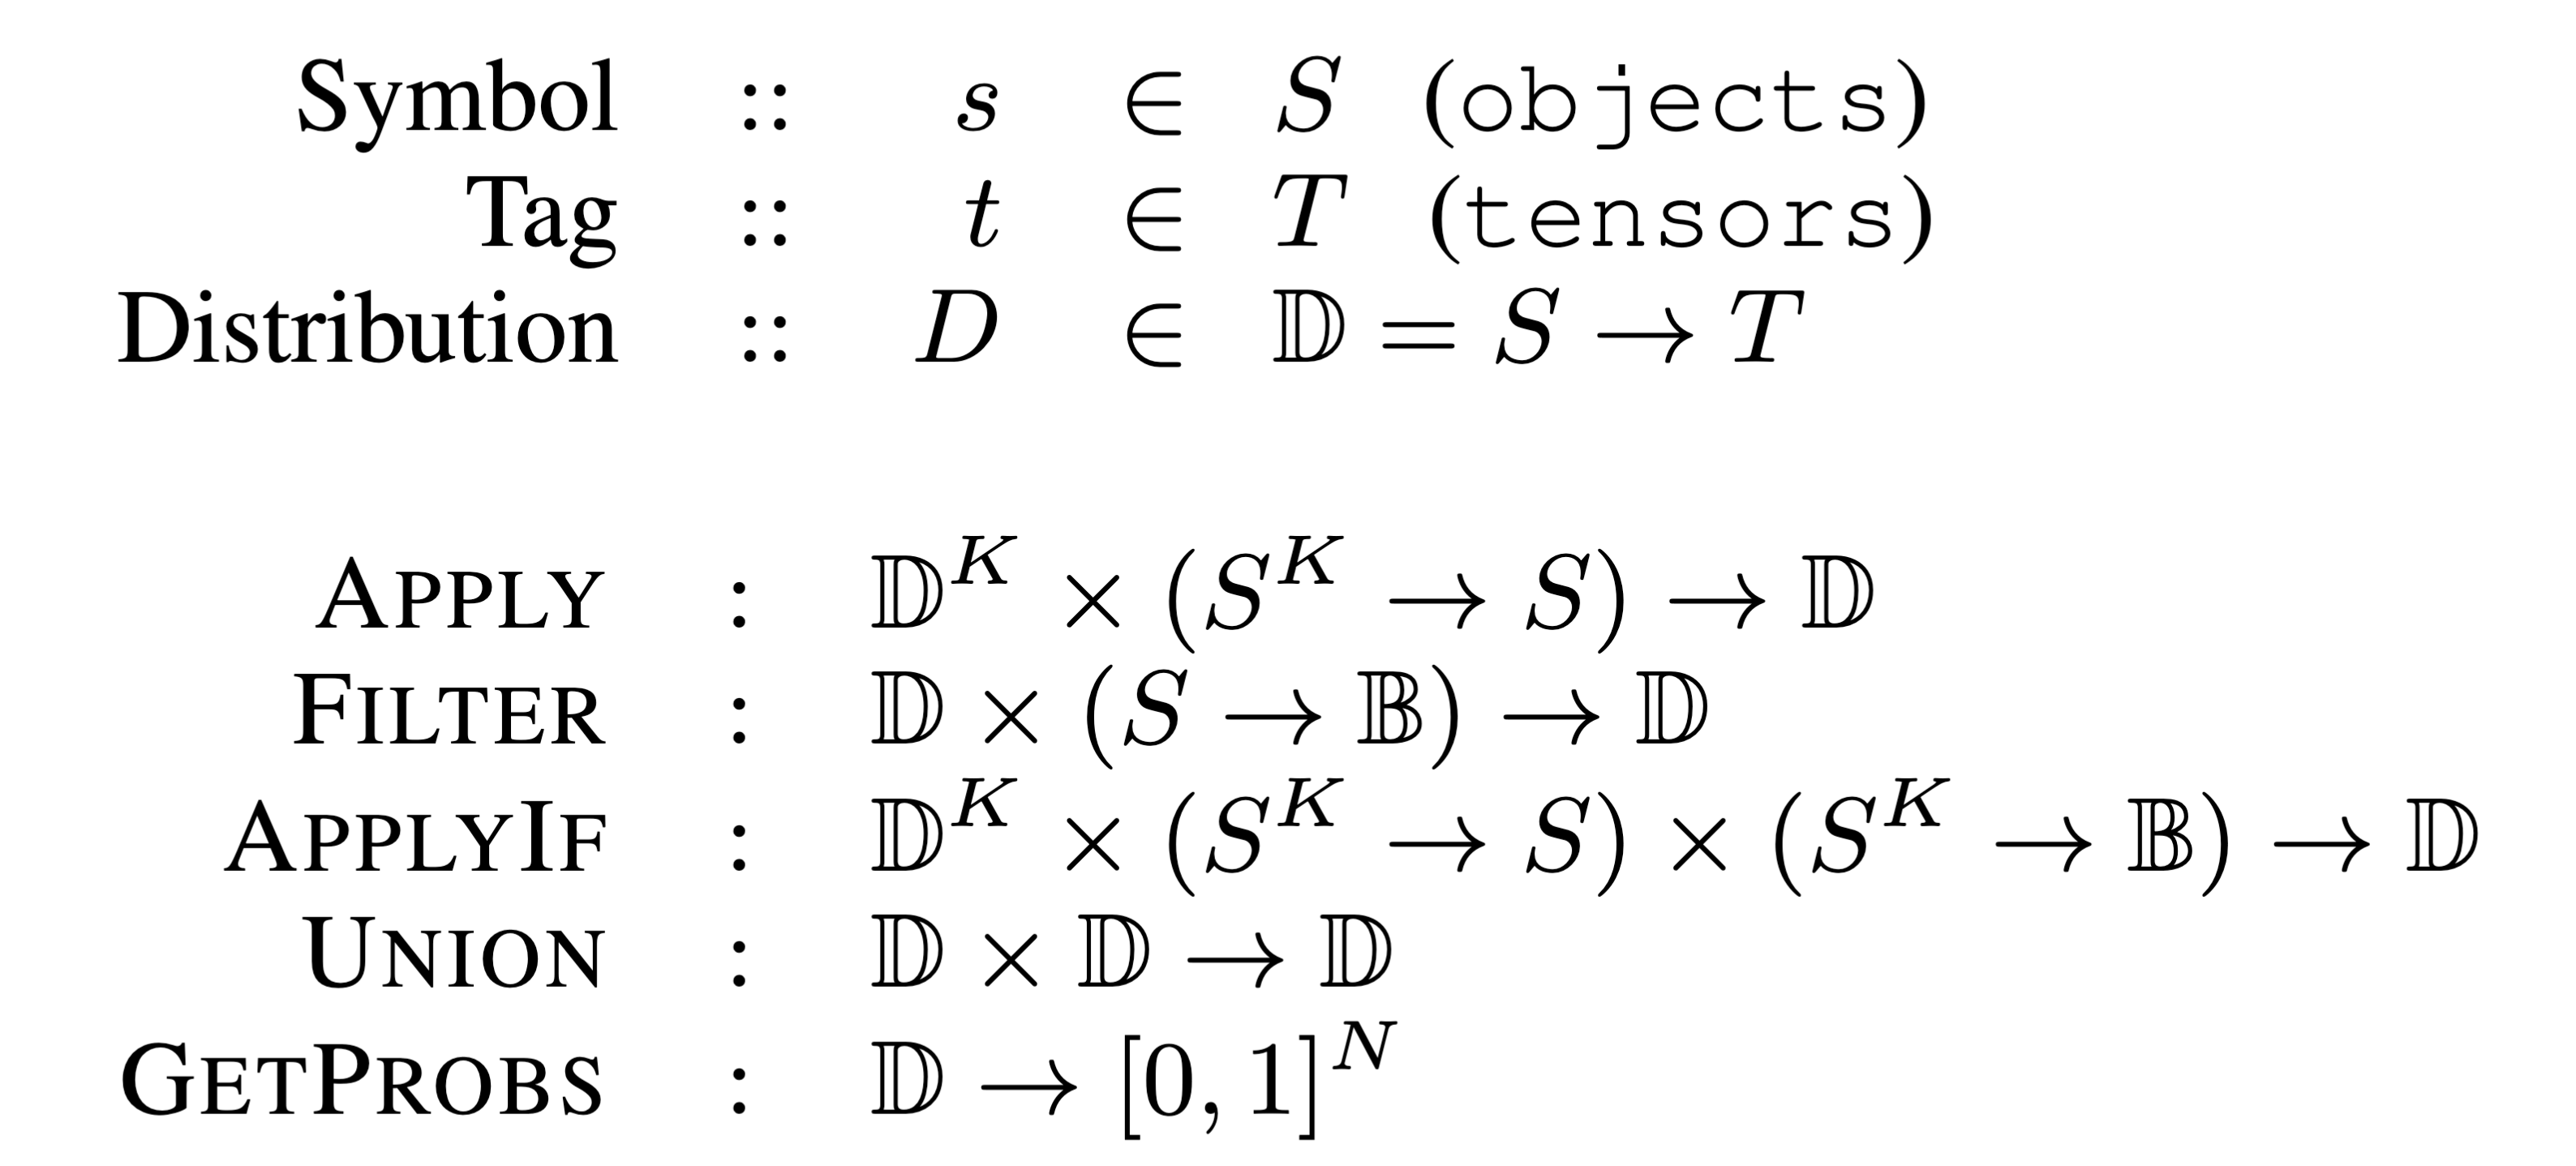 Symbol :: s ∈ S (objects)
Tag :: t ∈ T (tensors)
Distribution :: D ∈ 𝔻 = S → T
APPLY : 𝔻^K × (S^K → S) → 𝔻
FILTER : 𝔻 × (S → 𝔹) → 𝔻
APPLYIF : 𝔻^K × (S^K → S) × (S^K → 𝔹) → 𝔻
UNION : 𝔻 × 𝔻 → 𝔻
GETPROBS : 𝔻 → [0, 1]^N